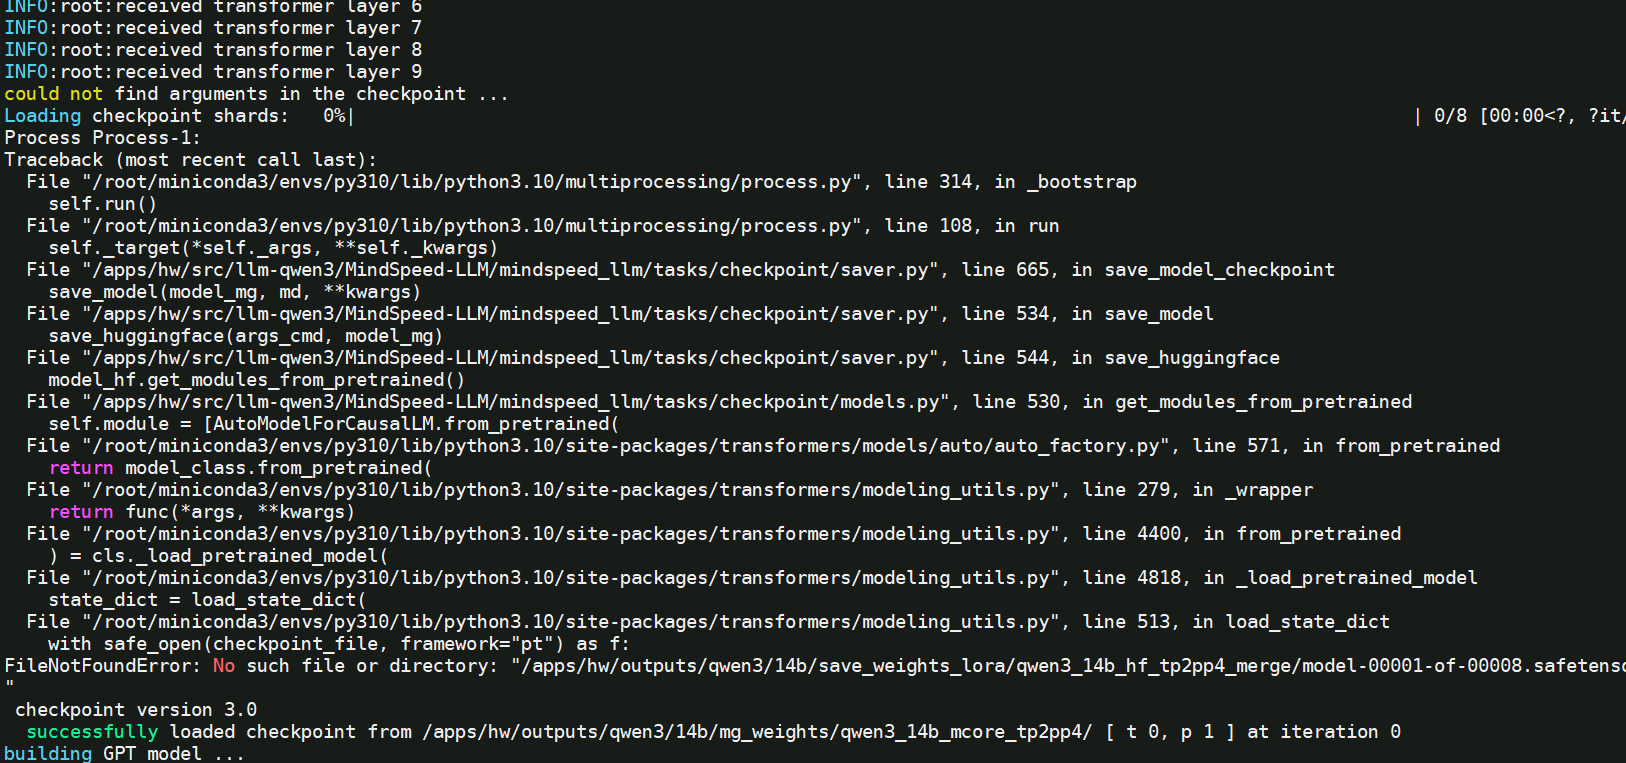 INFO:root:received transformer layer 6
INFO:root:received transformer layer 7
INFO:root:received transformer layer 8
INFO:root:received transformer layer 9
could not find arguments in the checkpoint ...
Loading checkpoint shards:   0%|                                                                                                | 0/8 [00:00<?, ?it/
Process Process-1:
Traceback (most recent call last):
  File "/root/miniconda3/envs/py310/lib/python3.10/multiprocessing/process.py", line 314, in _bootstrap
    self.run()
  File "/root/miniconda3/envs/py310/lib/python3.10/multiprocessing/process.py", line 108, in run
    self._target(*self._args, **self._kwargs)
  File "/apps/hw/src/llm-qwen3/MindSpeed-LLM/mindspeed_llm/tasks/checkpoint/saver.py", line 665, in save_model_checkpoint
    save_model(model_mg, md, **kwargs)
  File "/apps/hw/src/llm-qwen3/MindSpeed-LLM/mindspeed_llm/tasks/checkpoint/saver.py", line 534, in save_model
    save_huggingface(args_cmd, model_mg)
  File "/apps/hw/src/llm-qwen3/MindSpeed-LLM/mindspeed_llm/tasks/checkpoint/saver.py", line 544, in save_huggingface
    model_hf.get_modules_from_pretrained()
  File "/apps/hw/src/llm-qwen3/MindSpeed-LLM/mindspeed_llm/tasks/checkpoint/models.py", line 530, in get_modules_from_pretrained
    self.module = [AutoModelForCausalLM.from_pretrained(
  File "/root/miniconda3/envs/py310/lib/python3.10/site-packages/transformers/models/auto/auto_factory.py", line 571, in from_pretrained
    return model_class.from_pretrained(
  File "/root/miniconda3/envs/py310/lib/python3.10/site-packages/transformers/modeling_utils.py", line 279, in _wrapper
    return func(*args, **kwargs)
  File "/root/miniconda3/envs/py310/lib/python3.10/site-packages/transformers/modeling_utils.py", line 4400, in from_pretrained
    ) = cls._load_pretrained_model(
  File "/root/miniconda3/envs/py310/lib/python3.10/site-packages/transformers/modeling_utils.py", line 4818, in _load_pretrained_model
    state_dict = load_state_dict(
  File "/root/miniconda3/envs/py310/lib/python3.10/site-packages/transformers/modeling_utils.py", line 513, in load_state_dict
    with safe_open(checkpoint_file, framework="pt") as f:
FileNotFoundError: No such file or directory: "/apps/hw/outputs/qwen3/14b/save_weights_lora/qwen3_14b_hf_tp2pp4_merge/model-00001-of-00008.safetenso
"
 checkpoint version 3.0
  successfully loaded checkpoint from /apps/hw/outputs/qwen3/14b/mg_weights/qwen3_14b_mcore_tp2pp4/ [ t 0, p 1 ] at iteration 0
building GPT model ...